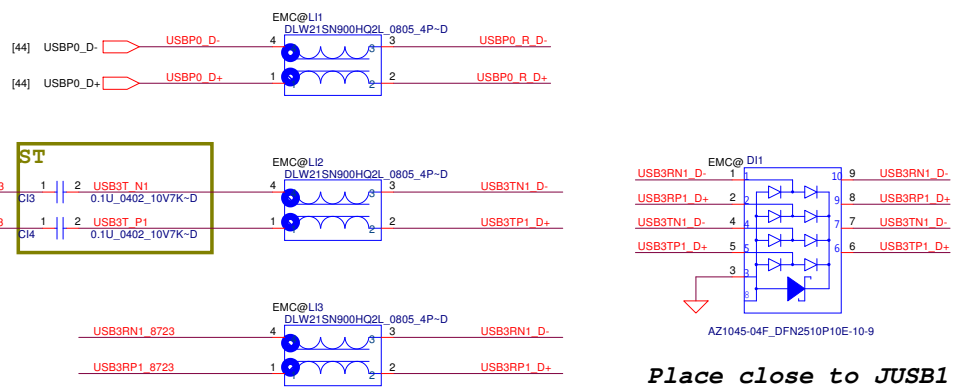 EMC@LI1
DLW21SN900HQ2L_0805_4P~D
[44] USBP0_D- USBP0_D- 4 3 3 USBP0_R_D-
[44] USBP0_D+ USBP0_D+ 1 2 2 USBP0_R_D+
ST
EMC@LI2
DLW21SN900HQ2L_0805_4P~D
3 1 2 USB3T_N1 4 3 3 USB3TN1_D-
CI3 0.1U_0402_10V7K~D
3 1 2 USB3T_P1 1 2 2 USB3TP1_D+
CI4 0.1U_0402_10V7K~D
EMC@LI3
DLW21SN900HQ2L_0805_4P~D
USB3RN1_8723 4 3 3 USB3RN1_D-
USB3RP1_8723 1 2 2 USB3RP1_D+
EMC@ DI1
USB3RN1_D- 1 1 10 9 USB3RN1_D-
USB3RP1_D+ 2 2 9 8 USB3RP1_D+
USB3TN1_D- 4 4 7 7 USB3TN1_D-
USB3TP1_D+ 5 5 6 6 USB3TP1_D+
3 3
8
AZ1045-04F_DFN2510P10E-10-9
Place close to JUSB1